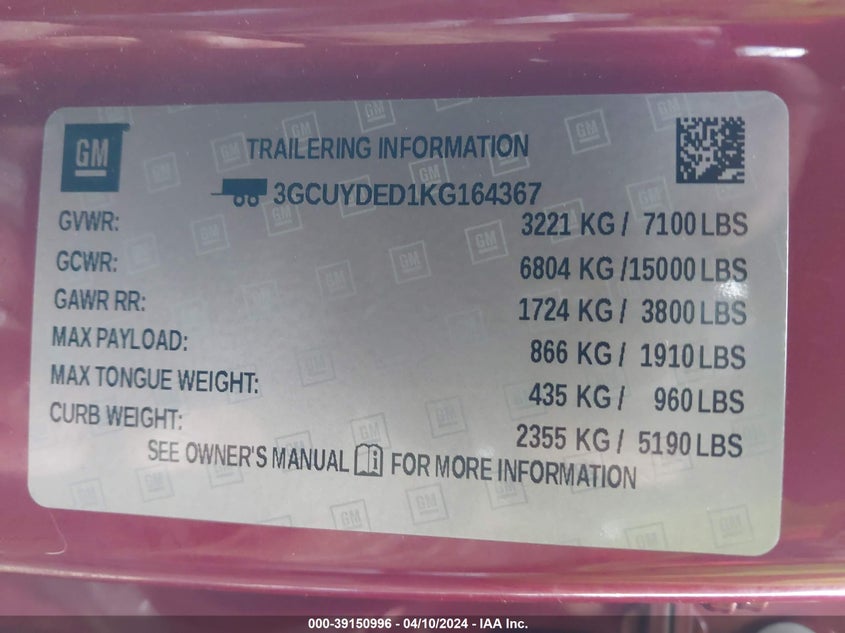 GM
TRAILERING INFORMATION
3GCUYDED1KG164367
GVWR: 3221 KG / 7100 LBS
GCWR: 6804 KG /15000 LBS
GAWR RR: 1724 KG / 3800 LBS
MAX PAYLOAD: 866 KG / 1910 LBS
MAX TONGUE WEIGHT: 435 KG / 960 LBS
CURB WEIGHT: 2355 KG / 5190 LBS
SEE OWNER'S MANUAL FOR MORE INFORMATION
000-39150996 - 04/10/2024 - IAA Inc.